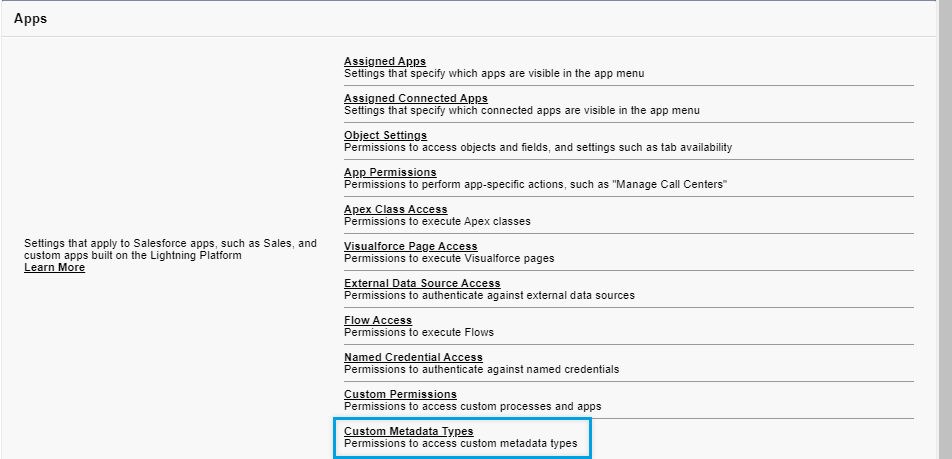 Apps
Settings that apply to Salesforce apps, such as Sales, and
custom apps built on the Lightning Platform
Learn More
Assigned Apps
Settings that specify which apps are visible in the app menu
Assigned Connected Apps
Settings that specify which connected apps are visible in the app menu
Object Settings
Permissions to access objects and fields, and settings such as tab availability
App Permissions
Permissions to perform app-specific actions, such as "Manage Call Centers"
Apex Class Access
Permissions to execute Apex classes
Visualforce Page Access
Permissions to execute Visualforce pages
External Data Source Access
Permissions to authenticate against external data sources
Flow Access
Permissions to execute Flows
Named Credential Access
Permissions to authenticate against named credentials
Custom Permissions
Permissions to access custom processes and apps
Custom Metadata Types
Permissions to access custom metadata types